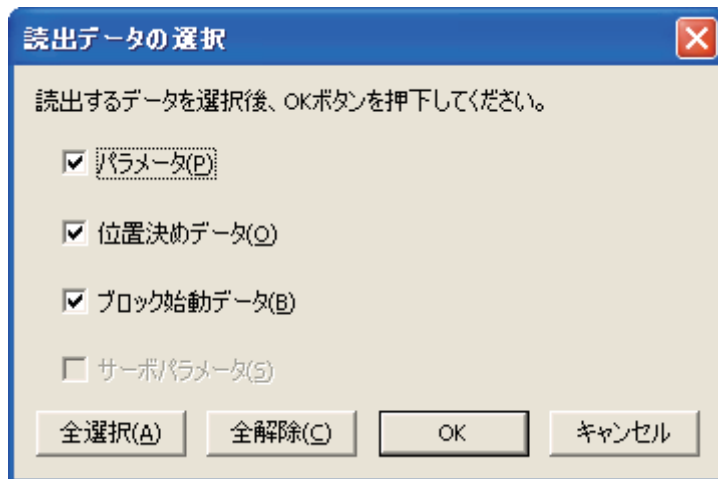 読出データの選択
読出するデータを選択後、OKボタンを押下してください。
パラメータ(P)
位置決めデータ(O)
ブロック始動データ(B)
サーボパラメータ(S)
全選択(A) 全解除(C) OK キャンセル